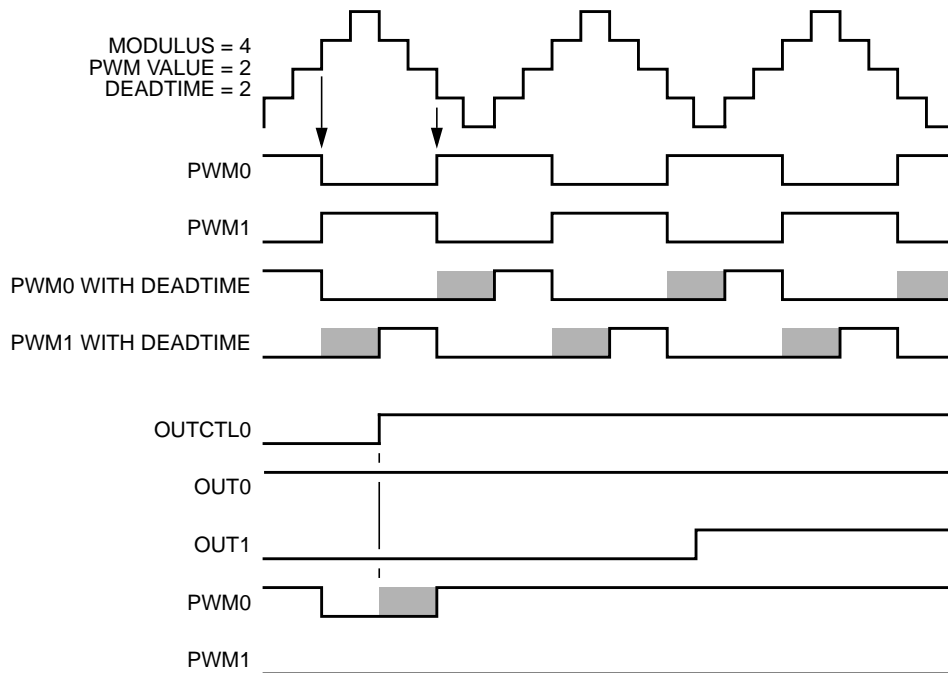 MODULUS = 4
PWM VALUE = 2
DEADTIME = 2
PWM0
PWM1
PWM0 WITH DEADTIME
PWM1 WITH DEADTIME
OUTCTL0
OUT0
OUT1
PWM0
PWM1